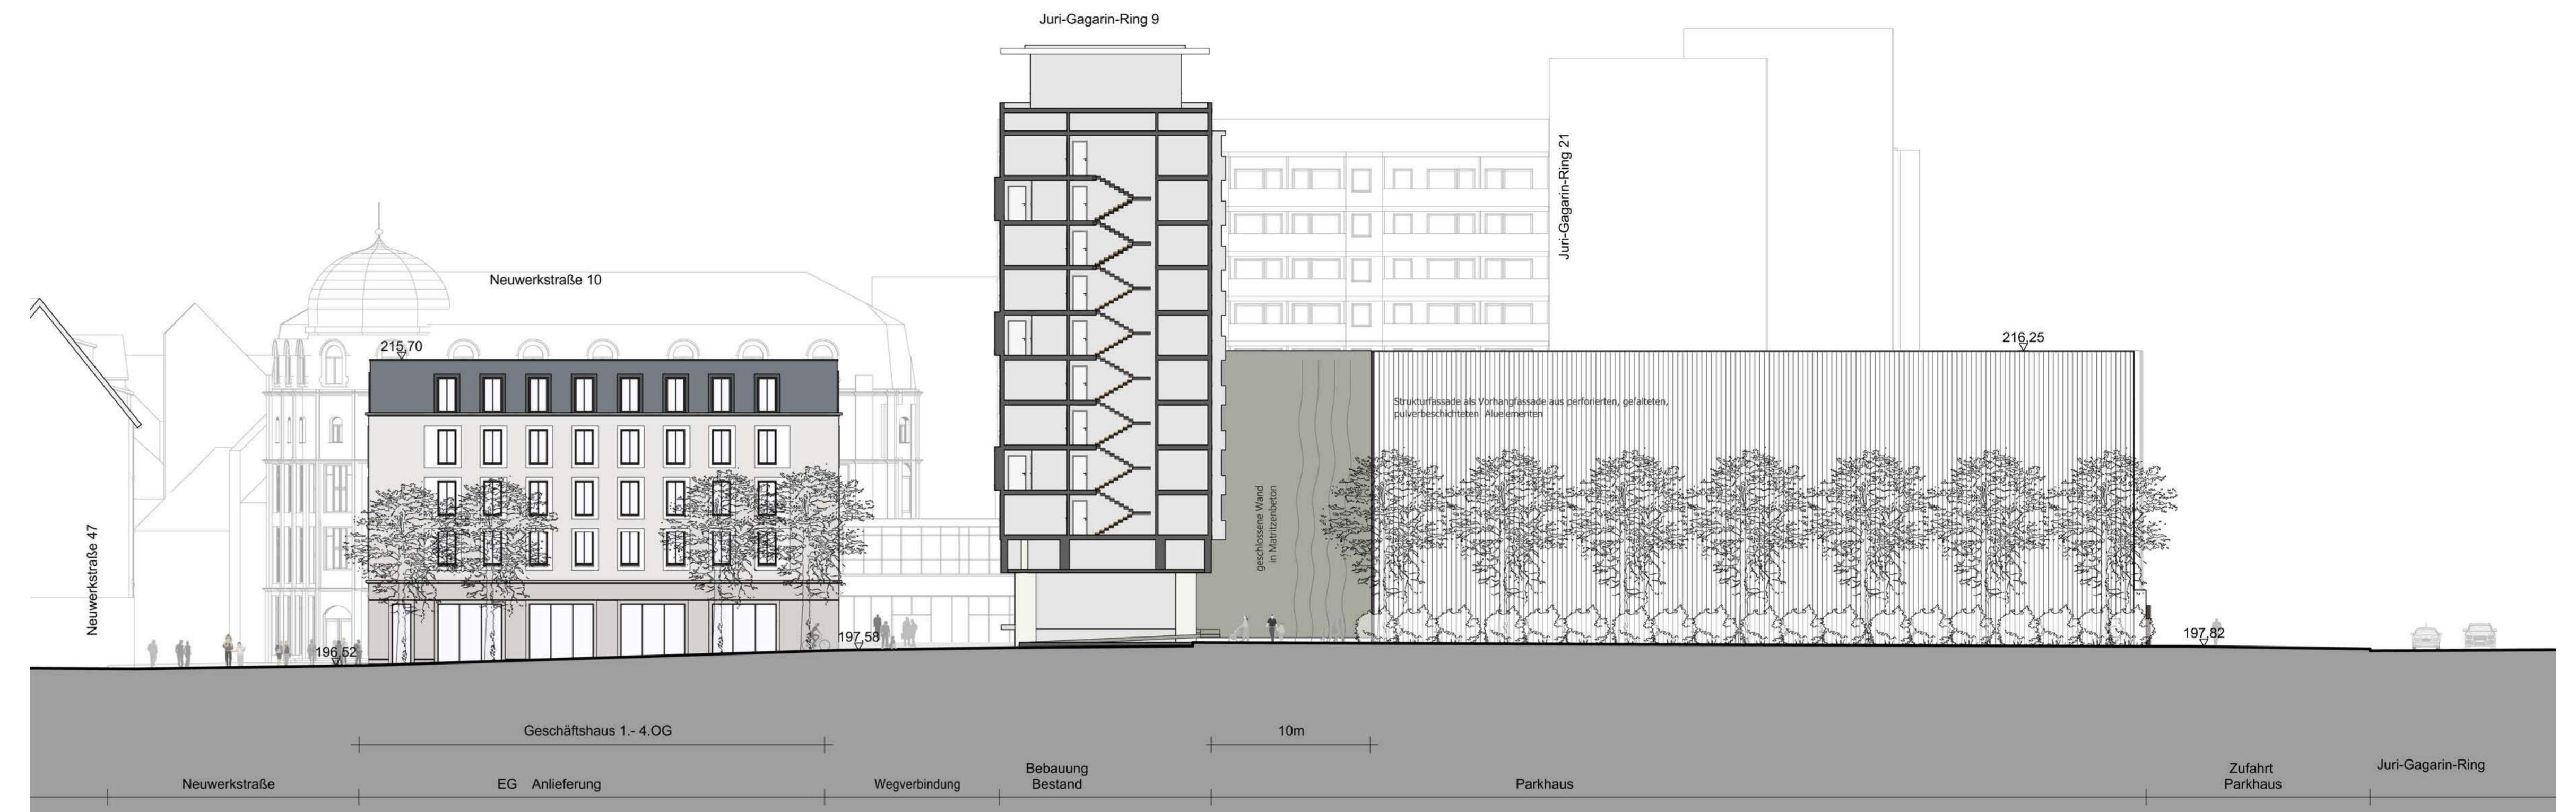 Juri-Gagarin-Ring 9
Juri-Gagarin-Ring 21
Neuwerkstraße 10
215,70
216,25
Strukturfassade als Vorhangfassade aus perforierten, gefalteten,
pulverbeschichteten Aluelementen
geschlossene Wand
in Matritzenbeton
Neuwerkstraße 47
196,52
197,58
197,82
Geschäftshaus 1.- 4.OG
10m
Neuwerkstraße
EG Anlieferung
Wegverbindung
Bebauung
Bestand
Parkhaus
Zufahrt
Parkhaus
Juri-Gagarin-Ring